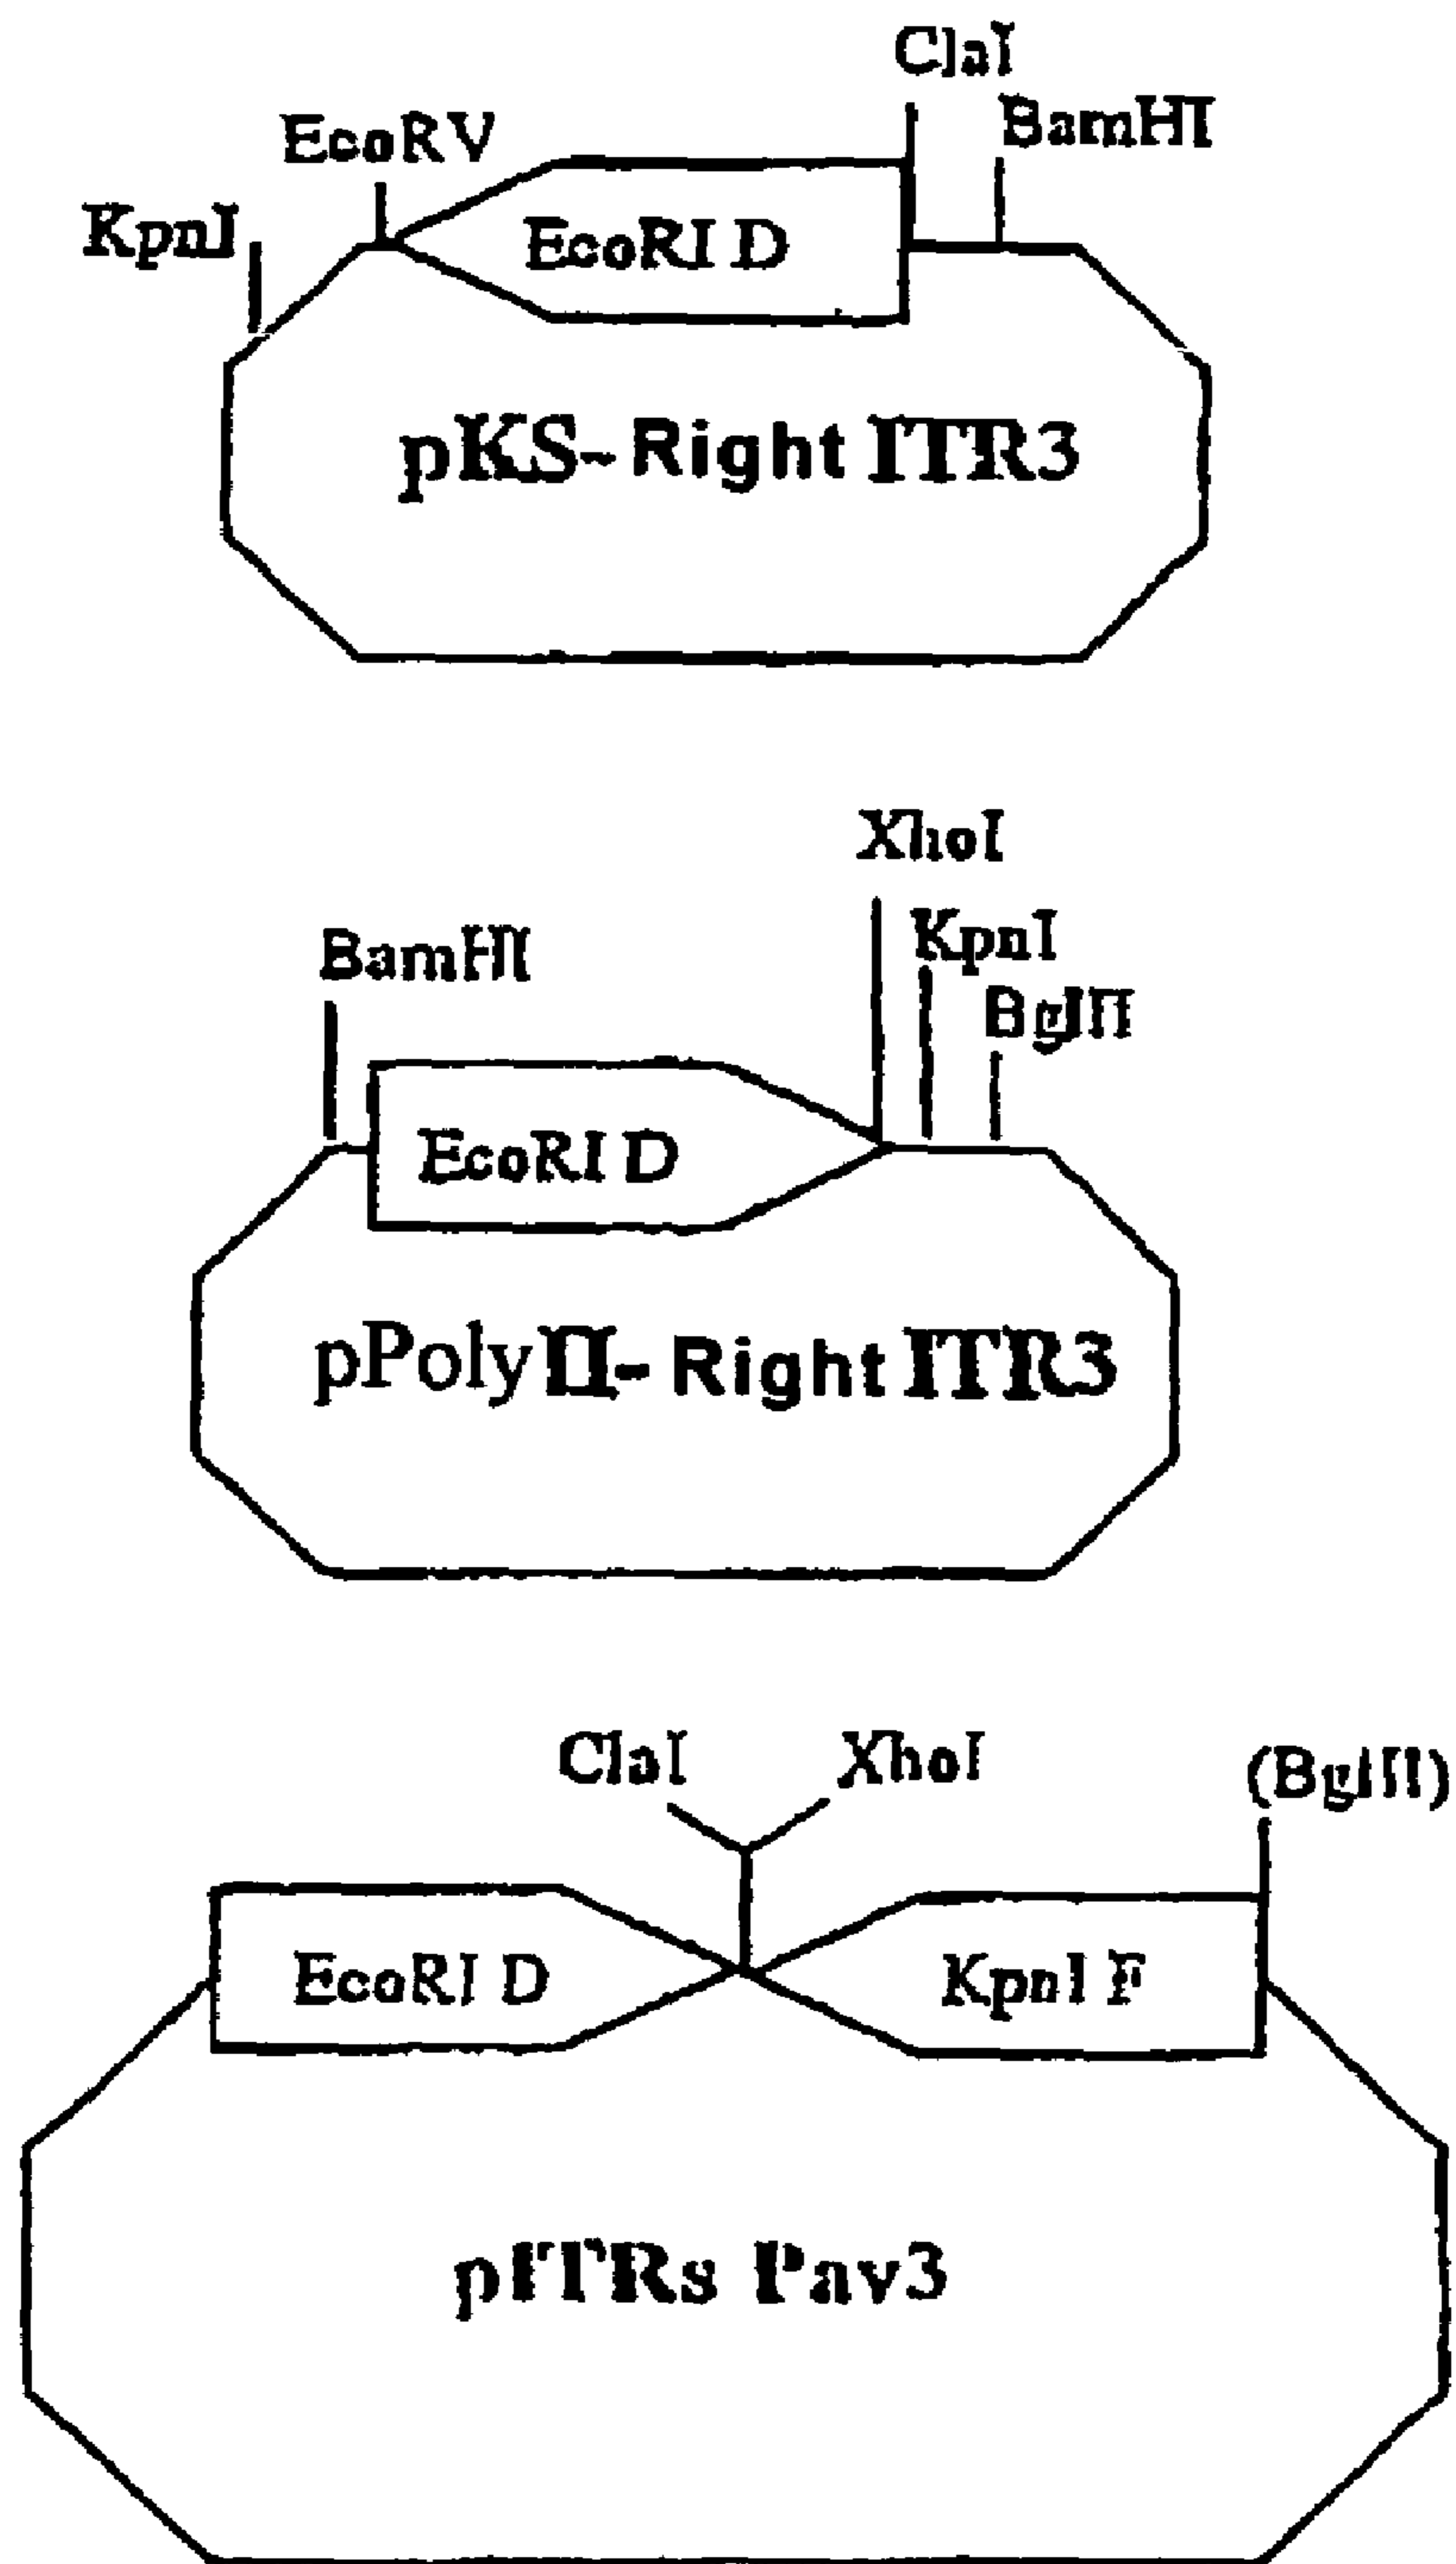 ClaI
BamHI
EcoRV
KpnI
EcoRI D
pKS-Right ITR3
XhoI
KpnI
BamHI
BglII
EcoRI D
pPolyII-Right ITR3
ClaI
XhoI
(BglII)
EcoRI D
KpnI F
pITRs Pav3